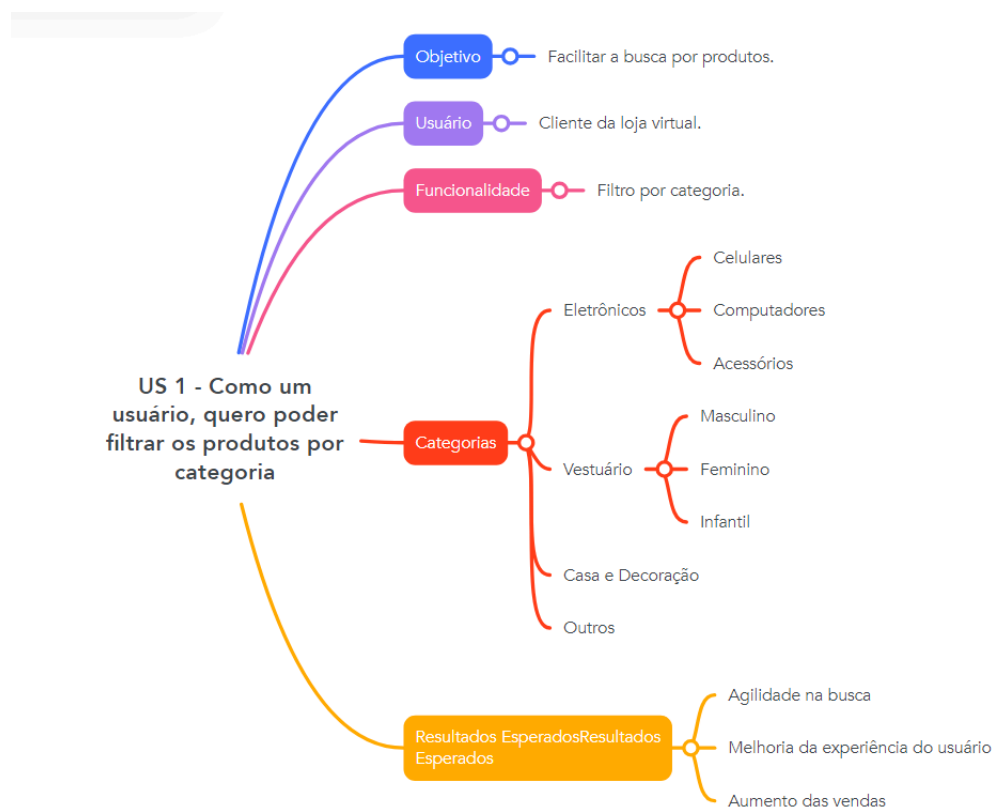 Objetivo
Facilitar a busca por produtos.
Usuário
Cliente da loja virtual.
Funcionalidade
Filtro por categoria.
US 1 - Como um
usuário, quero poder
filtrar os produtos por
categoria
Categorias
Eletrônicos
Celulares
Computadores
Acessórios
Vestuário
Masculino
Feminino
Infantil
Casa e Decoração
Outros
Resultados EsperadosResultados
Esperados
Agilidade na busca
Melhoria da experiência do usuário
Aumento das vendas